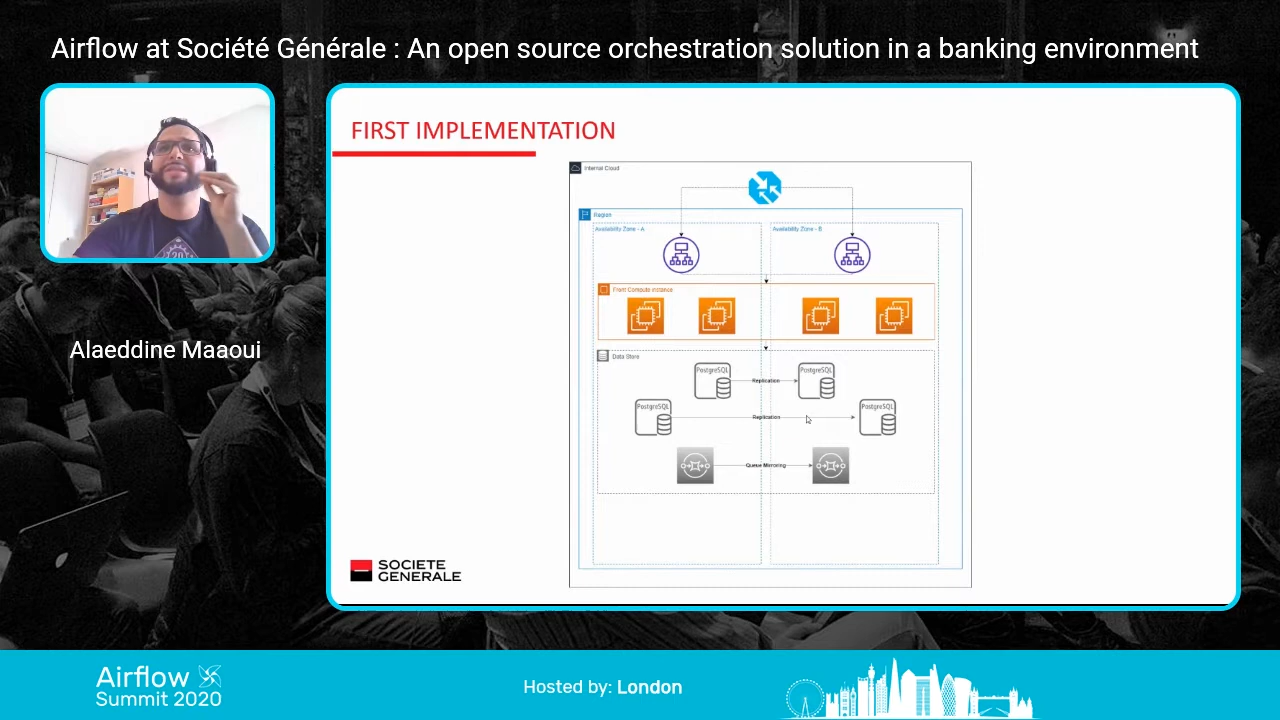 Airflow at Société Générale : An open source orchestration solution in a banking environment
FIRST IMPLEMENTATION
Internal Cloud
Region
Availability Zone - A
Availability Zone - B
Front Compute instance
Data Store
PostgreSQL
Replication
PostgreSQL
PostgreSQL
Replication
PostgreSQL
Queue Mirroring
Alaeddine Maaoui
SOCIETE
GENERALE
Airflow
Summit 2020
Hosted by: London